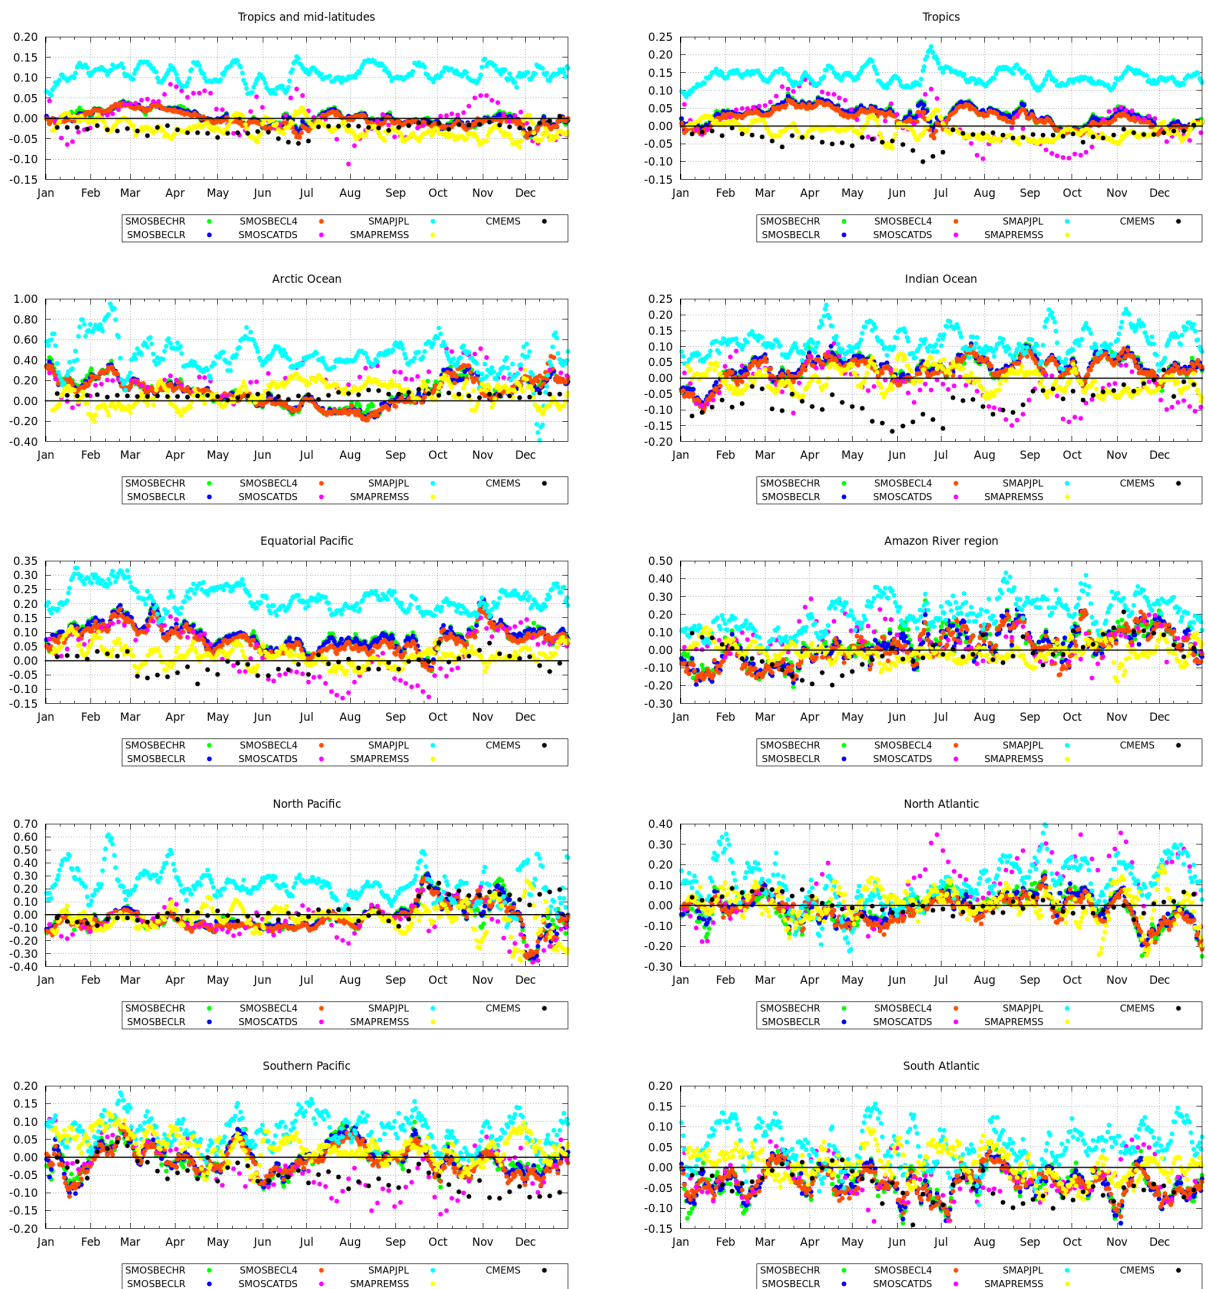 Tropics and mid-latitudes
0.20
0.15
0.10
0.05
0.00
-0.05
-0.10
-0.15
Jan Feb Mar Apr May Jun Jul Aug Sep Oct Nov Dec
SMOSBECHR SMOSBECL4 SMAPJPL CMEMS
SMOSBECLR SMOSCATDS SMAPREMSS
Tropics
0.25
0.20
0.15
0.10
0.05
0.00
-0.05
-0.10
-0.15
Jan Feb Mar Apr May Jun Jul Aug Sep Oct Nov Dec
SMOSBECHR SMOSBECL4 SMAPJPL CMEMS
SMOSBECLR SMOSCATDS SMAPREMSS
Arctic Ocean
1.00
0.80
0.60
0.40
0.20
0.00
-0.20
-0.40
Jan Feb Mar Apr May Jun Jul Aug Sep Oct Nov Dec
SMOSBECHR SMOSBECL4 SMAPJPL CMEMS
SMOSBECLR SMOSCATDS SMAPREMSS
Indian Ocean
0.25
0.20
0.15
0.10
0.05
0.00
-0.05
-0.10
-0.15
-0.20
Jan Feb Mar Apr May Jun Jul Aug Sep Oct Nov Dec
SMOSBECHR SMOSBECL4 SMAPJPL CMEMS
SMOSBECLR SMOSCATDS SMAPREMSS
Equatorial Pacific
0.35
0.30
0.25
0.20
0.15
0.10
0.05
0.00
-0.05
-0.10
-0.15
Jan Feb Mar Apr May Jun Jul Aug Sep Oct Nov Dec
SMOSBECHR SMOSBECL4 SMAPJPL CMEMS
SMOSBECLR SMOSCATDS SMAPREMSS
Amazon River region
0.50
0.40
0.30
0.20
0.10
0.00
-0.10
-0.20
-0.30
Jan Feb Mar Apr May Jun Jul Aug Sep Oct Nov Dec
SMOSBECHR SMOSBECL4 SMAPJPL CMEMS
SMOSBECLR SMOSCATDS SMAPREMSS
North Pacific
0.70
0.60
0.50
0.40
0.30
0.20
0.10
0.00
-0.10
-0.20
-0.30
-0.40
Jan Feb Mar Apr May Jun Jul Aug Sep Oct Nov Dec
SMOSBECHR SMOSBECL4 SMAPJPL CMEMS
SMOSBECLR SMOSCATDS SMAPREMSS
North Atlantic
0.40
0.30
0.20
0.10
0.00
-0.10
-0.20
-0.30
Jan Feb Mar Apr May Jun Jul Aug Sep Oct Nov Dec
SMOSBECHR SMOSBECL4 SMAPJPL CMEMS
SMOSBECLR SMOSCATDS SMAPREMSS
Southern Pacific
0.20
0.15
0.10
0.05
0.00
-0.05
-0.10
-0.15
-0.20
Jan Feb Mar Apr May Jun Jul Aug Sep Oct Nov Dec
SMOSBECHR SMOSBECL4 SMAPJPL CMEMS
SMOSBECLR SMOSCATDS SMAPREMSS
South Atlantic
0.20
0.15
0.10
0.05
0.00
-0.05
-0.10
-0.15
Jan Feb Mar Apr May Jun Jul Aug Sep Oct Nov Dec
SMOSBECHR SMOSBECL4 SMAPJPL CMEMS
SMOSBECLR SMOSCATDS SMAPREMSS